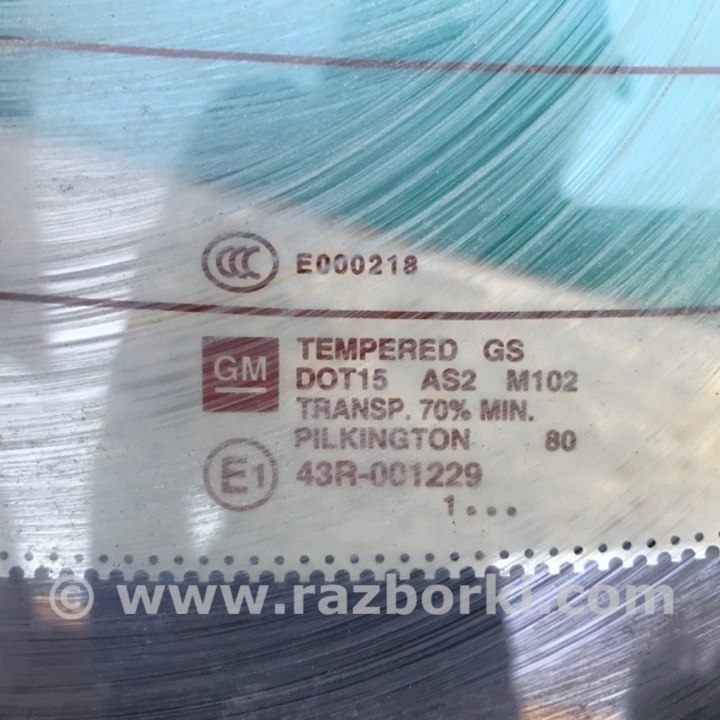 CCC E000218
GM TEMPERED GS
DOT15 AS2 M102
TRANSP. 70% MIN.
PILKINGTON 80
E1 43R-001229
1...
© www.razborki.com